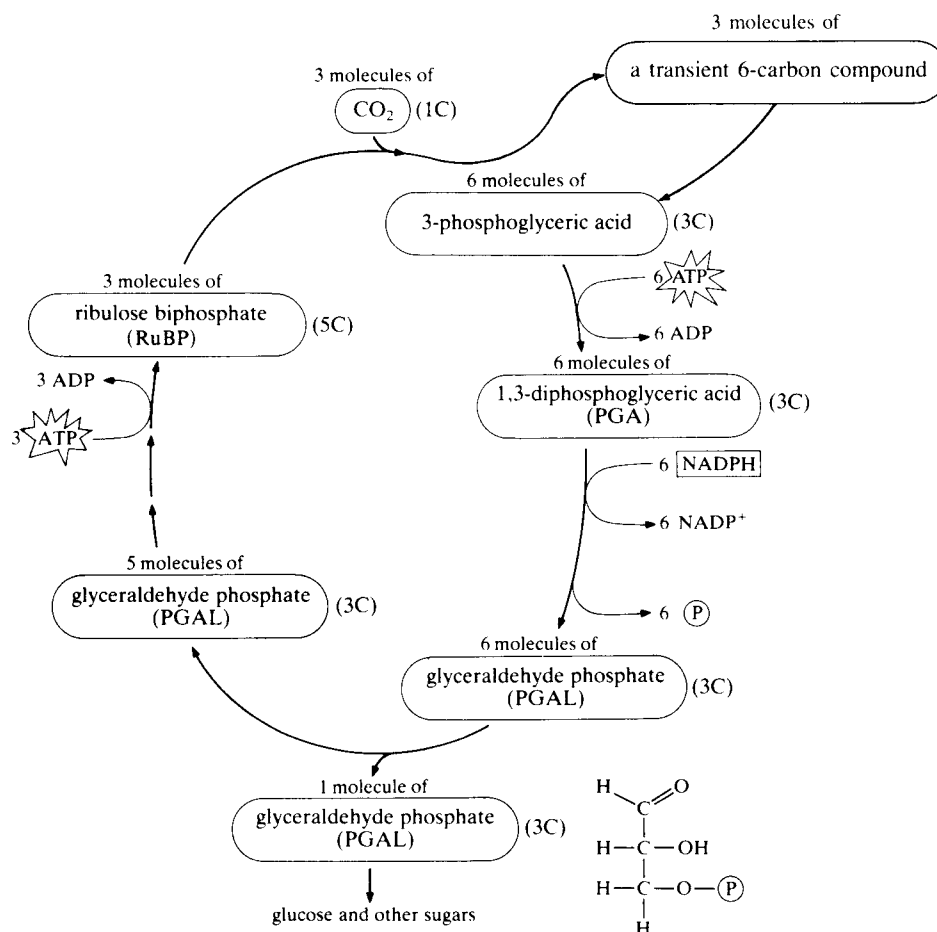 3 molecules of
a transient 6-carbon compound
3 molecules of
CO₂ (1C)
6 molecules of
3-phosphoglyceric acid (3C)
6 ATP
6 ADP
3 molecules of
ribulose biphosphate
(RuBP) (5C)
3 ADP
3 ATP
6 molecules of
1,3-diphosphoglyceric acid
(PGA) (3C)
6 NADPH
6 NADP⁺
6 P
5 molecules of
glyceraldehyde phosphate
(PGAL) (3C)
6 molecules of
glyceraldehyde phosphate
(PGAL) (3C)
1 molecule of
glyceraldehyde phosphate
(PGAL) (3C)
glucose and other sugars
H O
C
H—C—OH
H—C—O—P
H